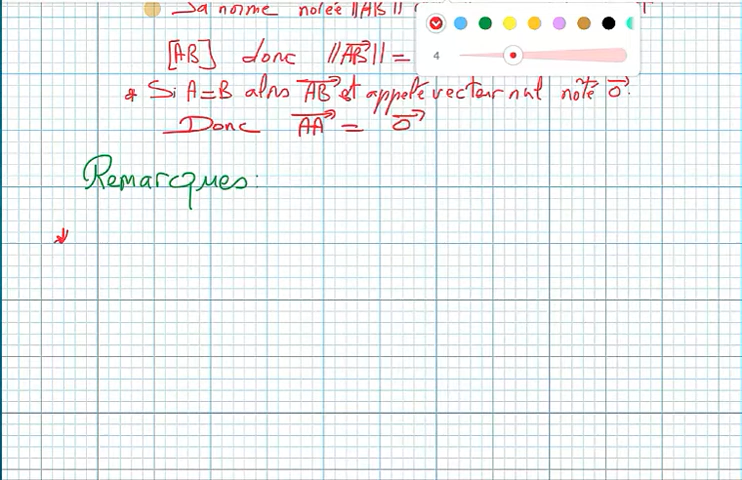 Sa norme notée ||AB||
[AB] donc ||AB|| =
* Si A=B alors AB est appelé vecteur nul noté 0.
Donc AA = 0
Remarques:
*
4